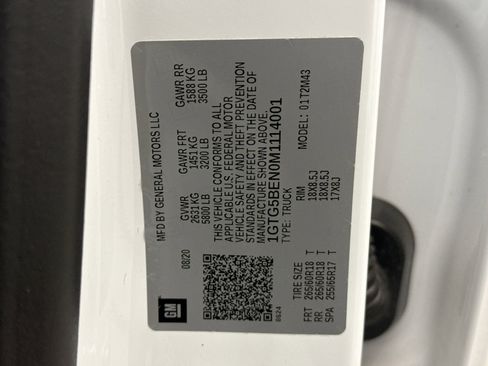 MFD BY GENERAL MOTORS LLC
08/20
GVWR
2631 KG
5800 LB
GAWR FRT
1451 KG
3200 LB
GAWR RR
1588 KG
3500 LB
THIS VEHICLE CONFORMS TO ALL
APPLICABLE U.S. FEDERAL MOTOR
VEHICLE SAFETY AND THEFT PREVENTION
STANDARDS IN EFFECT ON THE DATE OF
MANUFACTURE SHOWN ABOVE.
1GTG5BEN0M1114001
TYPE: TRUCK
MODEL: 01T2M43
GM
8624
TIRE SIZE RIM
FRT 265/60R18 T 18X8.5J
RR 265/60R18 T 18X8.5J
SPA 255/65R17 T 17X8J